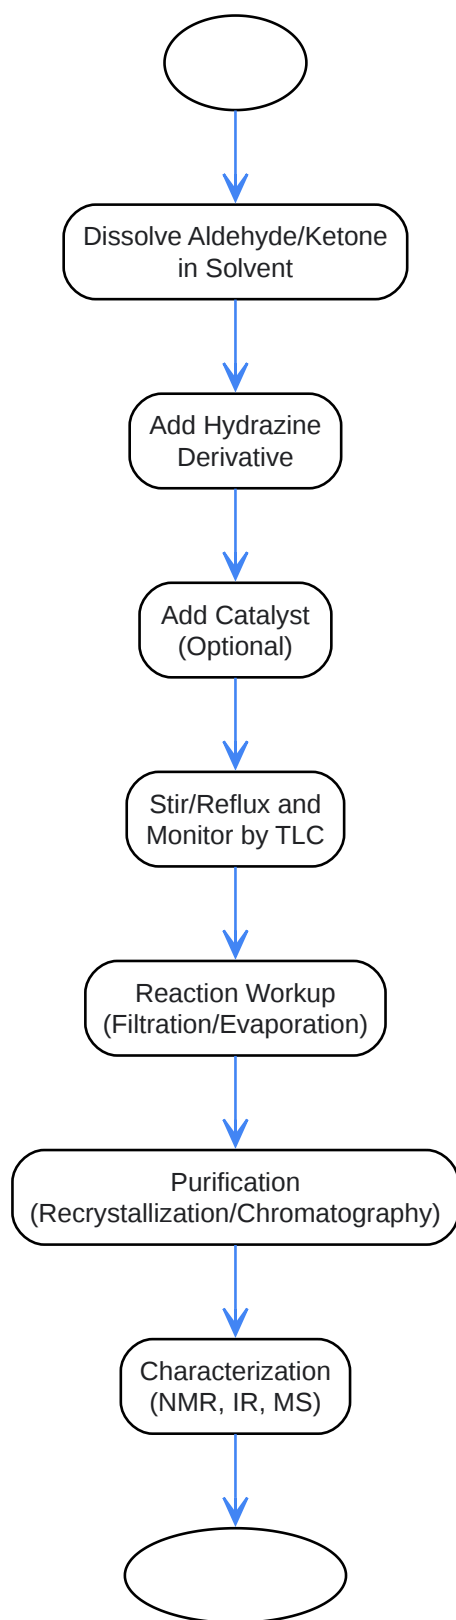 Dissolve Aldehyde/Ketone
in Solvent
Add Hydrazine
Derivative
Add Catalyst
(Optional)
Stir/Reflux and
Monitor by TLC
Reaction Workup
(Filtration/Evaporation)
Purification
(Recrystallization/Chromatography)
Characterization
(NMR, IR, MS)